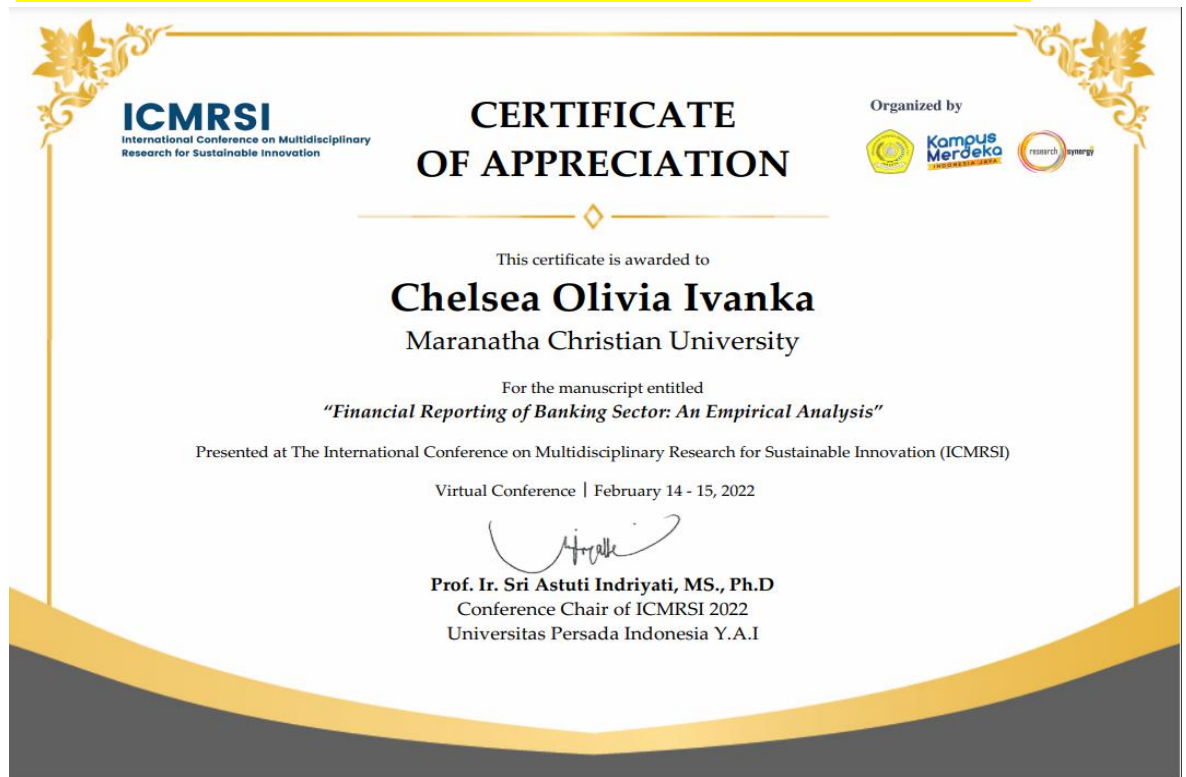 ICMRSI
International Conference on Multidisciplinary
Research for Sustainable Innovation
CERTIFICATE
OF APPRECIATION
Organized by
Kampus
Merdeka
INDONESIA JAYA
research synergy
This certificate is awarded to
Chelsea Olivia Ivanka
Maranatha Christian University
For the manuscript entitled
“Financial Reporting of Banking Sector: An Empirical Analysis”
Presented at The International Conference on Multidisciplinary Research for Sustainable Innovation (ICMRSI)
Virtual Conference | February 14 - 15, 2022
Prof. Ir. Sri Astuti Indriyati, MS., Ph.D
Conference Chair of ICMRSI 2022
Universitas Persada Indonesia Y.A.I